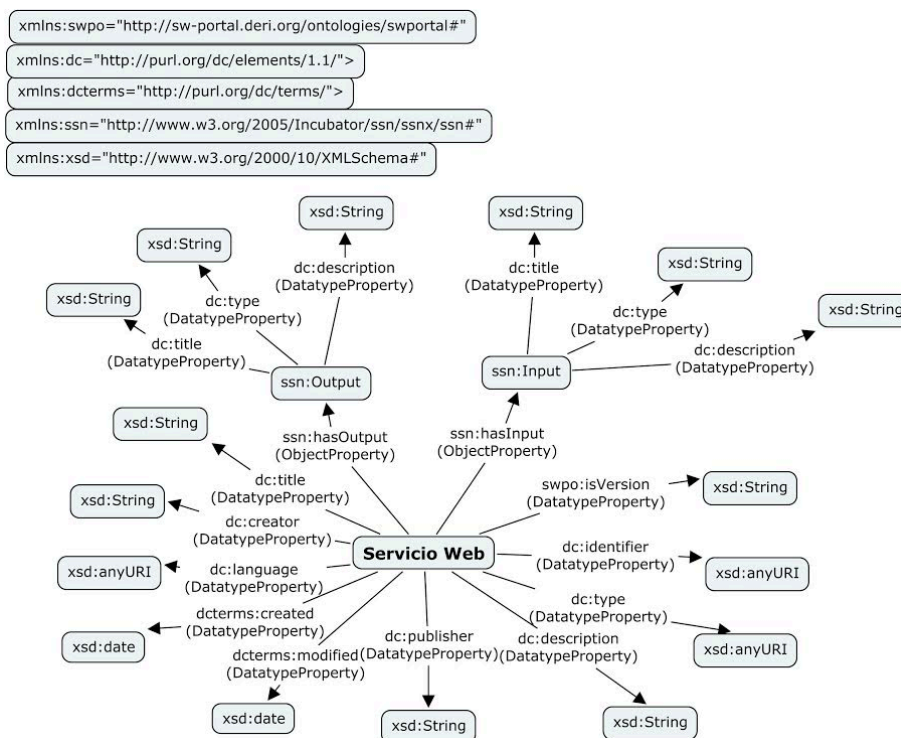 xmlns:swpo="http://sw-portal.deri.org/ontologies/swportal#"
xmlns:dc="http://purl.org/dc/elements/1.1/">
xmlns:dcterms="http://purl.org/dc/terms/">
xmlns:ssn="http://www.w3.org/2005/Incubator/ssn/ssnx/ssn#"
xmlns:xsd="http://www.w3.org/2000/10/XMLSchema#"
xsd:String
xsd:String
xsd:String
xsd:String
xsd:String
xsd:String
dc:description
(DatatypeProperty)
dc:title
(DatatypeProperty)
dc:type
(DatatypeProperty)
dc:type
(DatatypeProperty)
dc:title
(DatatypeProperty)
dc:description
(DatatypeProperty)
ssn:Output
ssn:Input
xsd:String
ssn:hasOutput
(ObjectProperty)
ssn:hasInput
(ObjectProperty)
dc:title
(DatatypeProperty)
swpo:isVersion
(DatatypeProperty)
xsd:String
xsd:String
dc:creator
(DatatypeProperty)
Servicio Web
dc:identifier
(DatatypeProperty)
xsd:anyURI
xsd:anyURI
dc:language
(DatatypeProperty)
dc:type
(DatatypeProperty)
dcterms:created
(DatatypeProperty)
xsd:date
dcterms:modified
(DatatypeProperty)
dc:publisher
DatatypeProperty)
dc:description
(DatatypeProperty)
xsd:anyURI
xsd:date
xsd:String
xsd:String